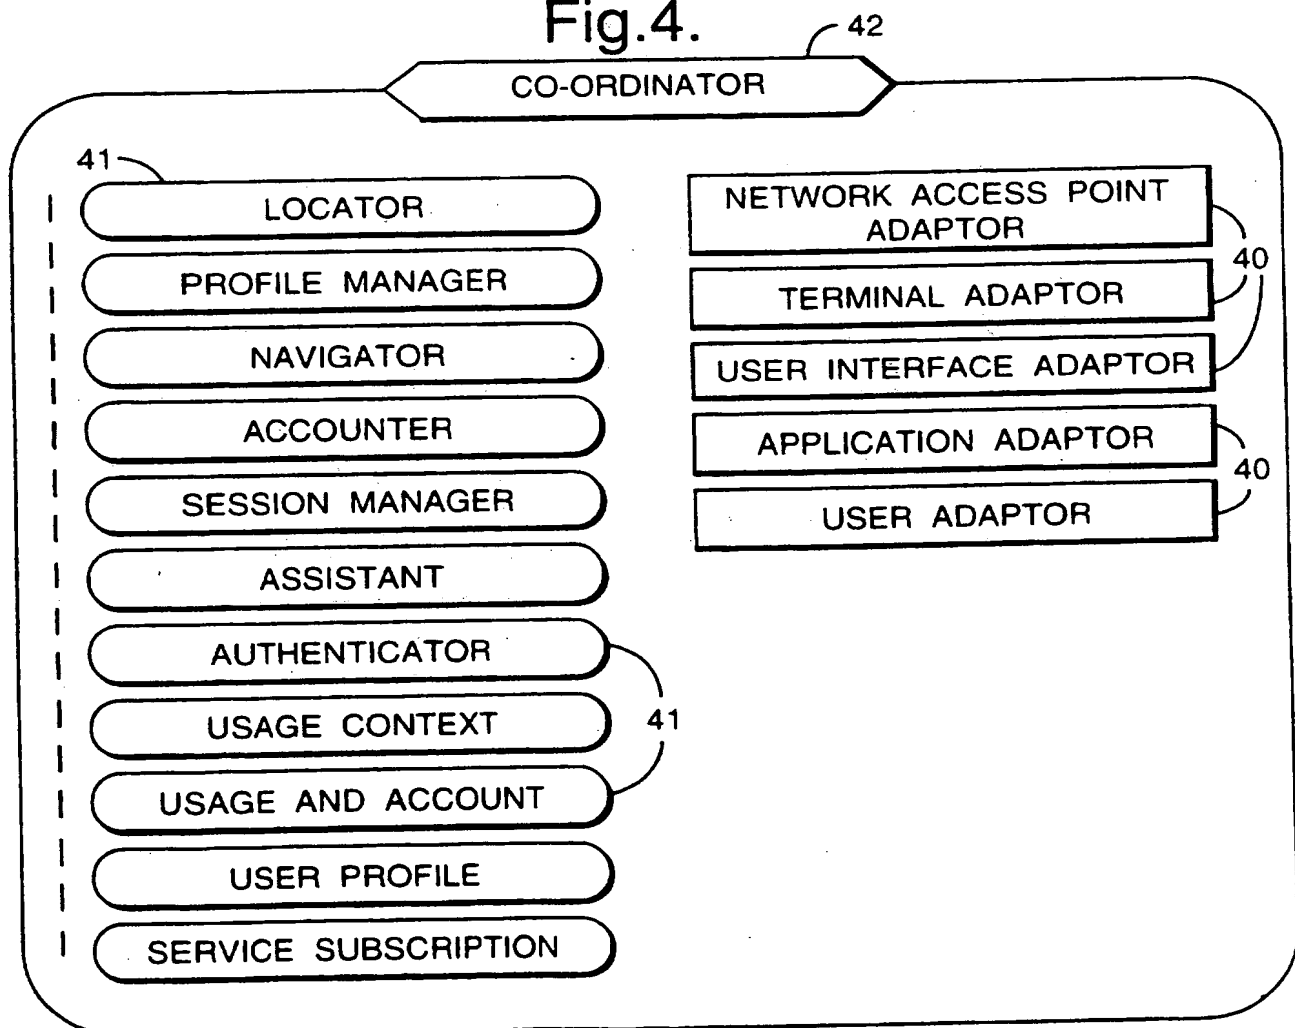 Fig.4.
42
CO-ORDINATOR
41
LOCATOR
PROFILE MANAGER
NAVIGATOR
ACCOUNTER
SESSION MANAGER
ASSISTANT
AUTHENTICATOR
USAGE CONTEXT
41
USAGE AND ACCOUNT
USER PROFILE
SERVICE SUBSCRIPTION
NETWORK ACCESS POINT
ADAPTOR
40
TERMINAL ADAPTOR
USER INTERFACE ADAPTOR
APPLICATION ADAPTOR
40
USER ADAPTOR